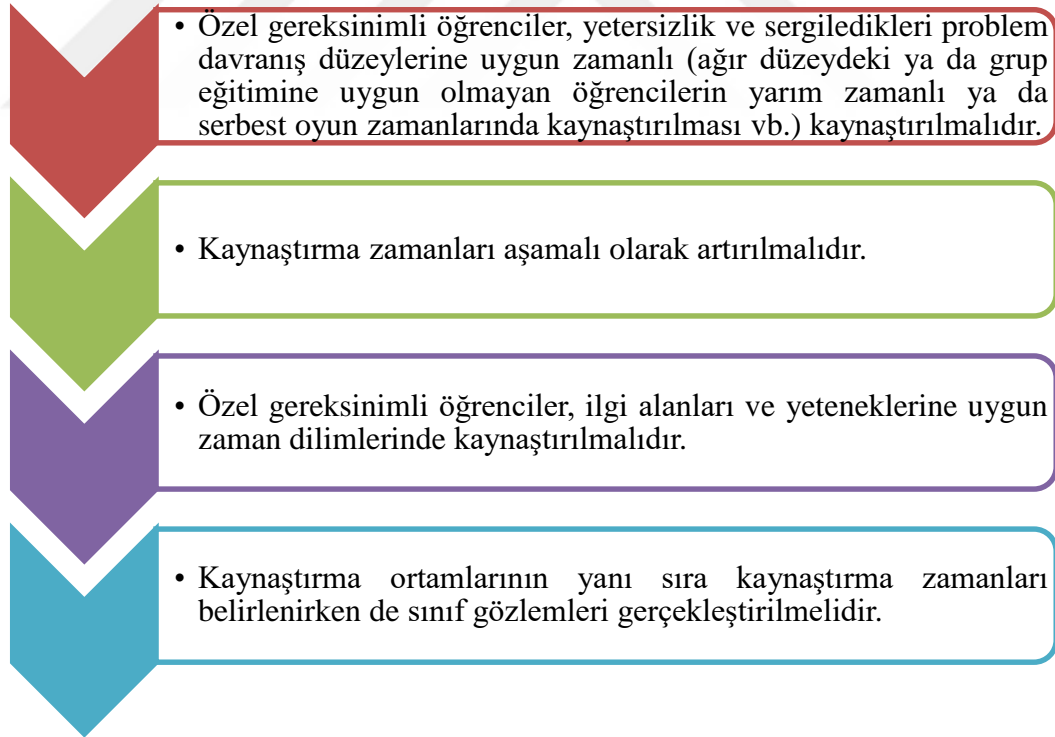 • Özel gereksinimli öğrenciler, yetersizlik ve sergiledikleri problem
davranış düzeylerine uygun zamanlı (ağır düzeydeki ya da grup
eğitimine uygun olmayan öğrencilerin yarım zamanlı ya da
serbest oyun zamanlarında kaynaştırılması vb.) kaynaştırılmalıdır.
• Kaynaştırma zamanları aşamalı olarak artırılmalıdır.
• Özel gereksinimli öğrenciler, ilgi alanları ve yeteneklerine uygun
zaman dilimlerinde kaynaştırılmalıdır.
• Kaynaştırma ortamlarının yanı sıra kaynaştırma zamanları
belirlenirken de sınıf gözlemleri gerçekleştirilmelidir.